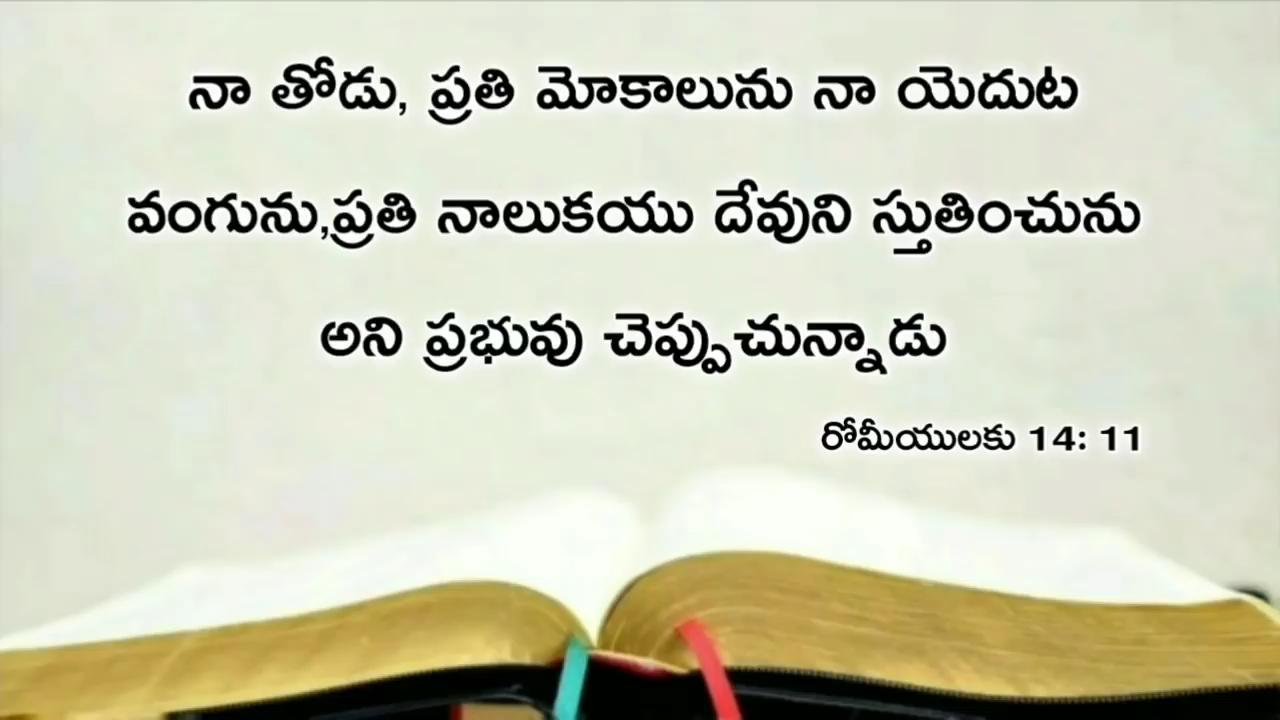 నా తోడు, ప్రతి మోకాలును నా యెదుట
వంగును,ప్రతి నాలుకయు దేవుని స్తుతించును
అని ప్రభువు చెప్పుచున్నాడు
రోమీయులకు 14: 11